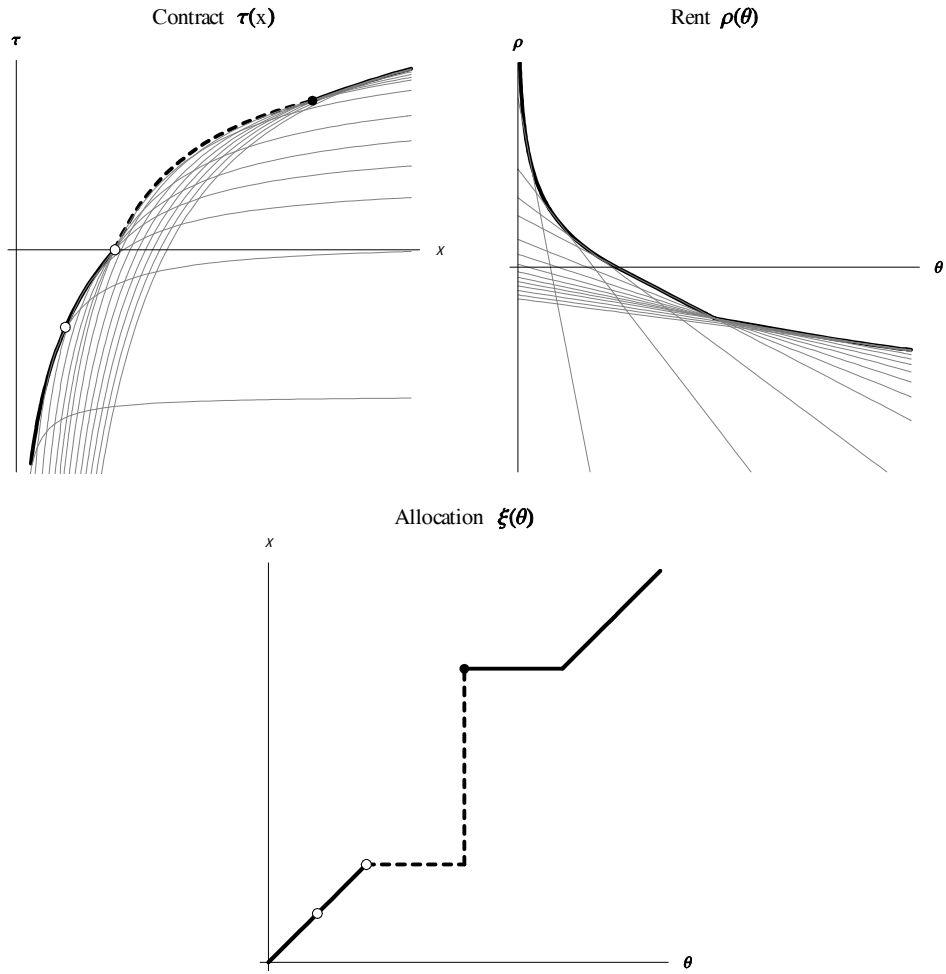 Contract τ(x)
τ
x
Rent ρ(θ)
ρ
θ
Allocation ξ(θ)
x
θ